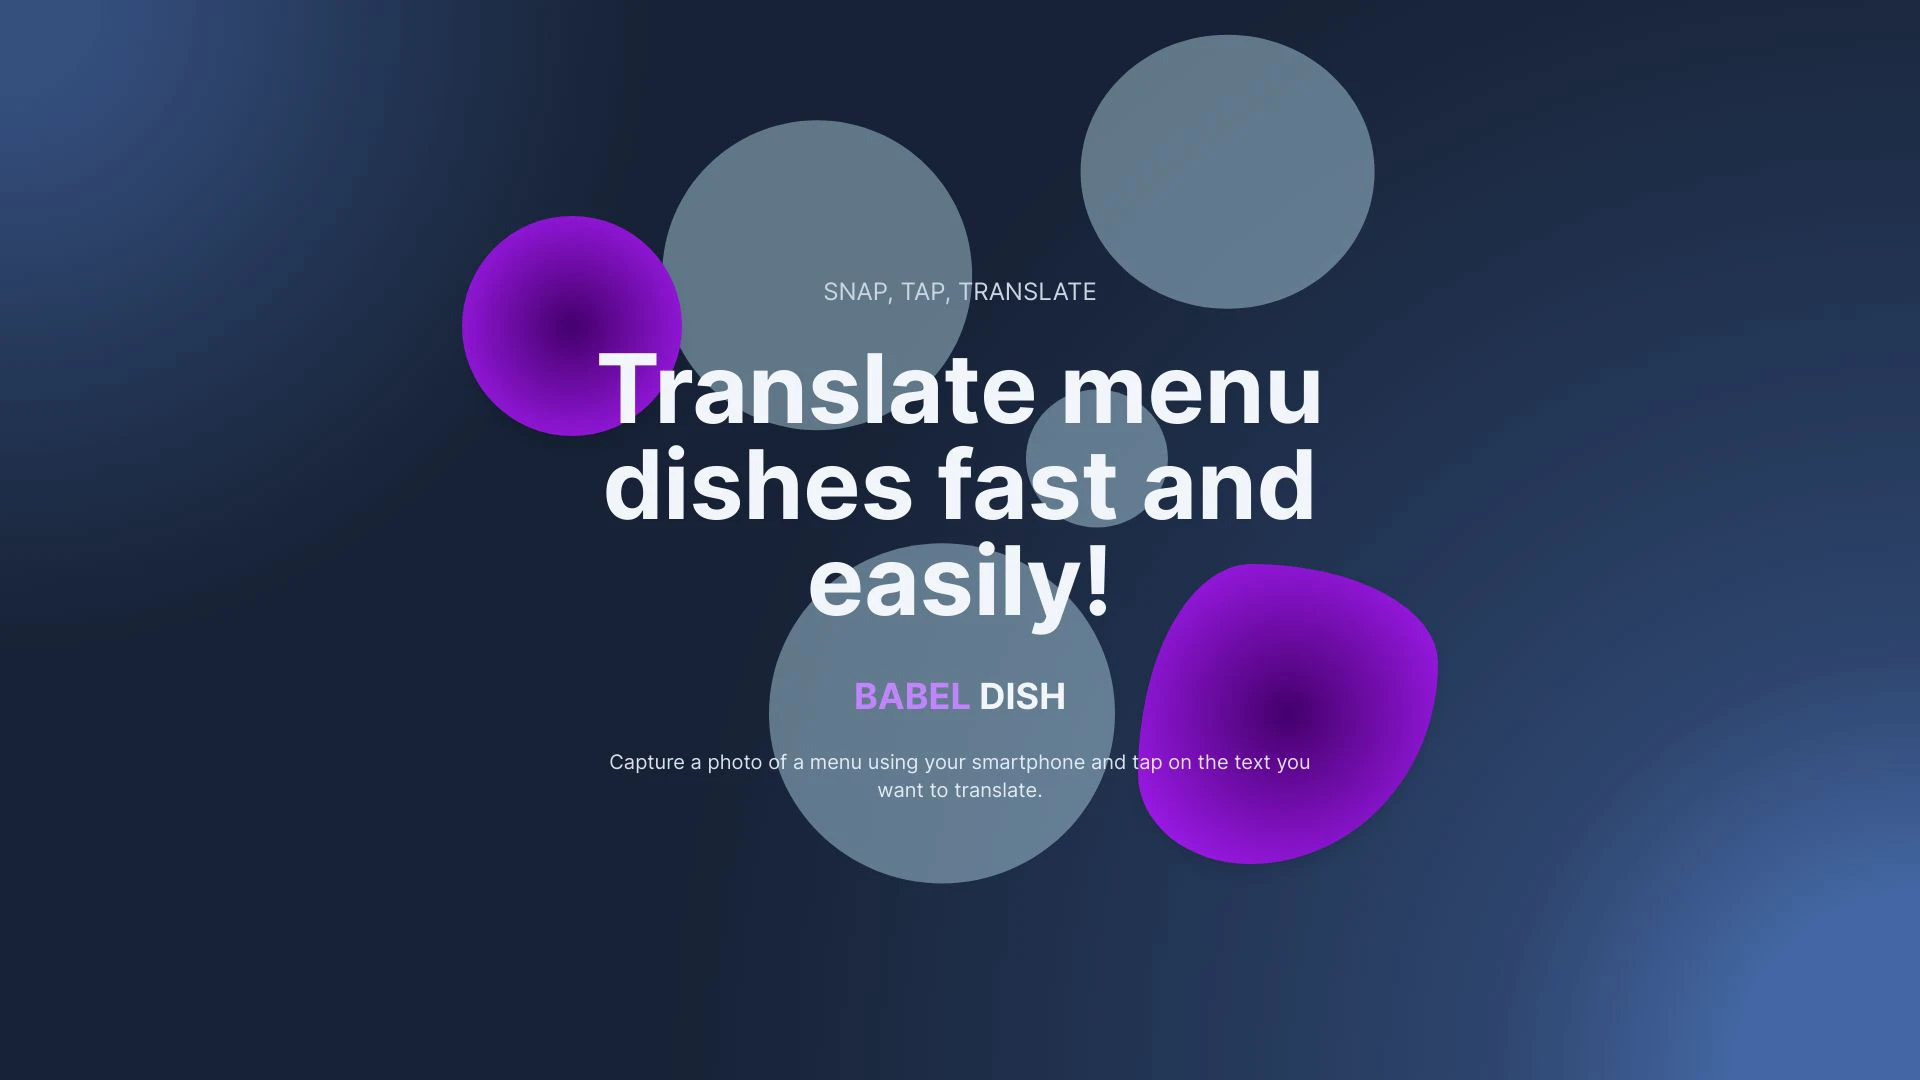 SNAP, TAP, TRANSLATE
Translate menu
dishes fast and
easily!
BABEL DISH
Capture a photo of a menu using your smartphone and tap on the text you
want to translate.